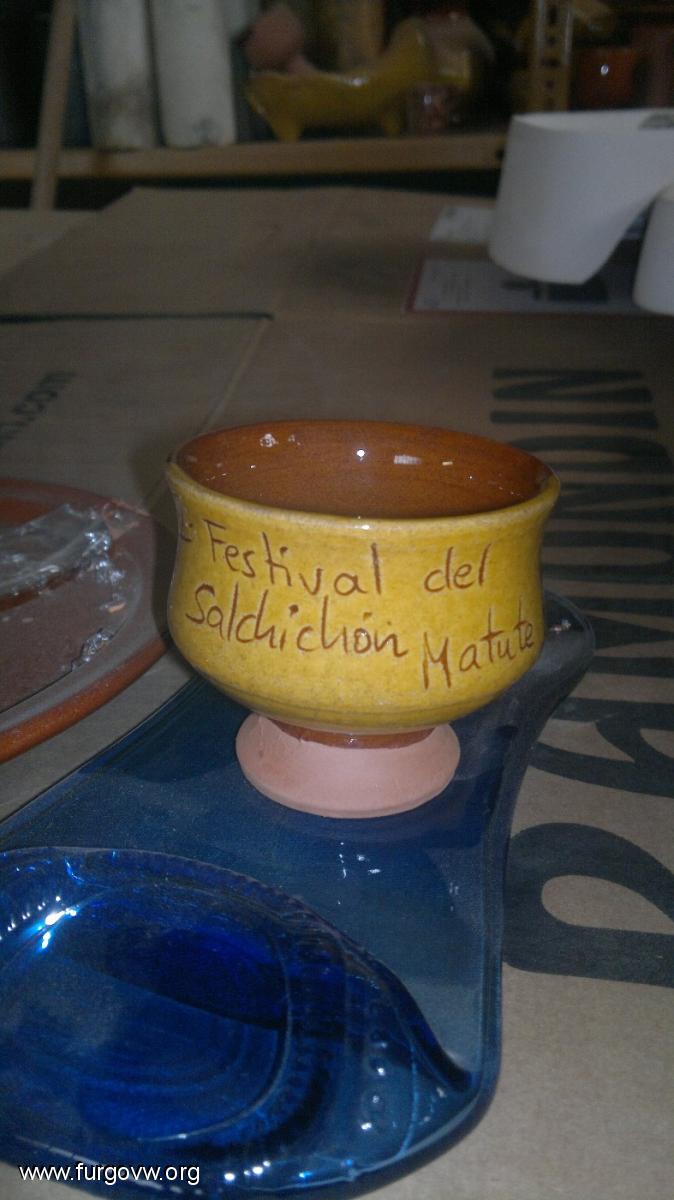 Festival del
Salchichón Matute
www.furgovw.org